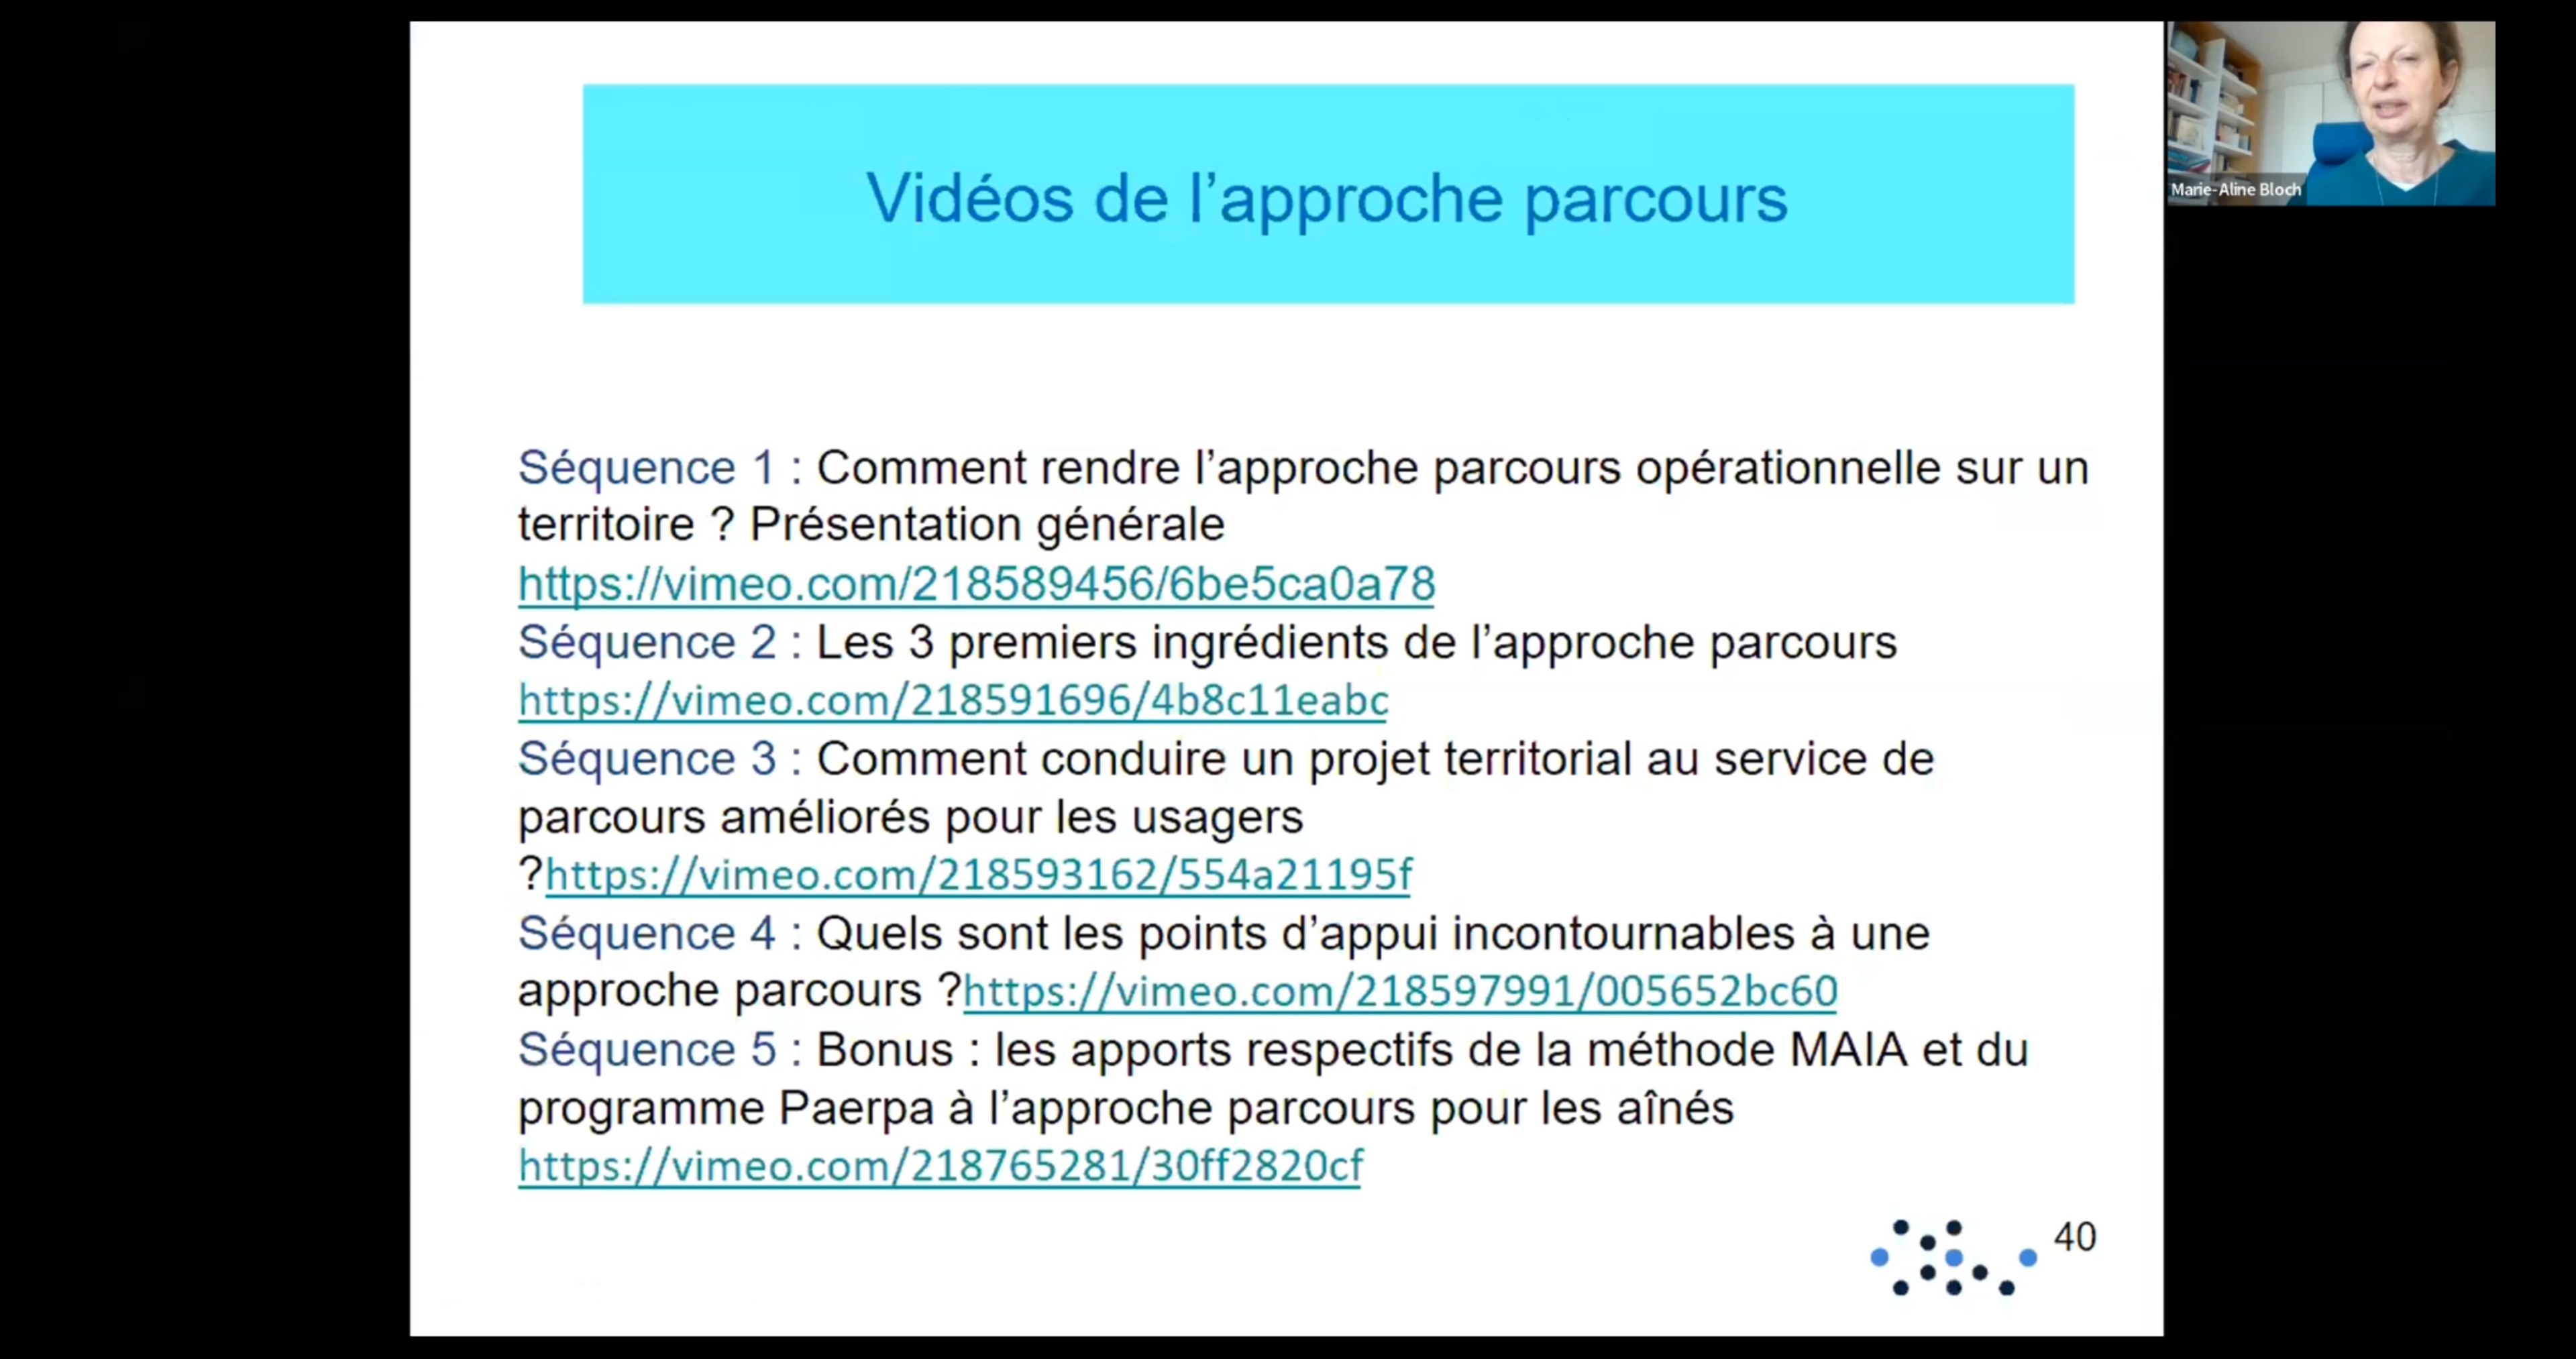 Vidéos de l’approche parcours
Marie-Aline Bloch
Séquence 1 : Comment rendre l’approche parcours opérationnelle sur un
territoire ? Présentation générale
https://vimeo.com/218589456/6be5ca0a78
Séquence 2 : Les 3 premiers ingrédients de l’approche parcours
https://vimeo.com/218591696/4b8c11eabc
Séquence 3 : Comment conduire un projet territorial au service de
parcours améliorés pour les usagers
?https://vimeo.com/218593162/554a21195f
Séquence 4 : Quels sont les points d’appui incontournables à une
approche parcours ?https://vimeo.com/218597991/005652bc60
Séquence 5 : Bonus : les apports respectifs de la méthode MAIA et du
programme Paerpa à l’approche parcours pour les aînés
https://vimeo.com/218765281/30ff2820cf
40